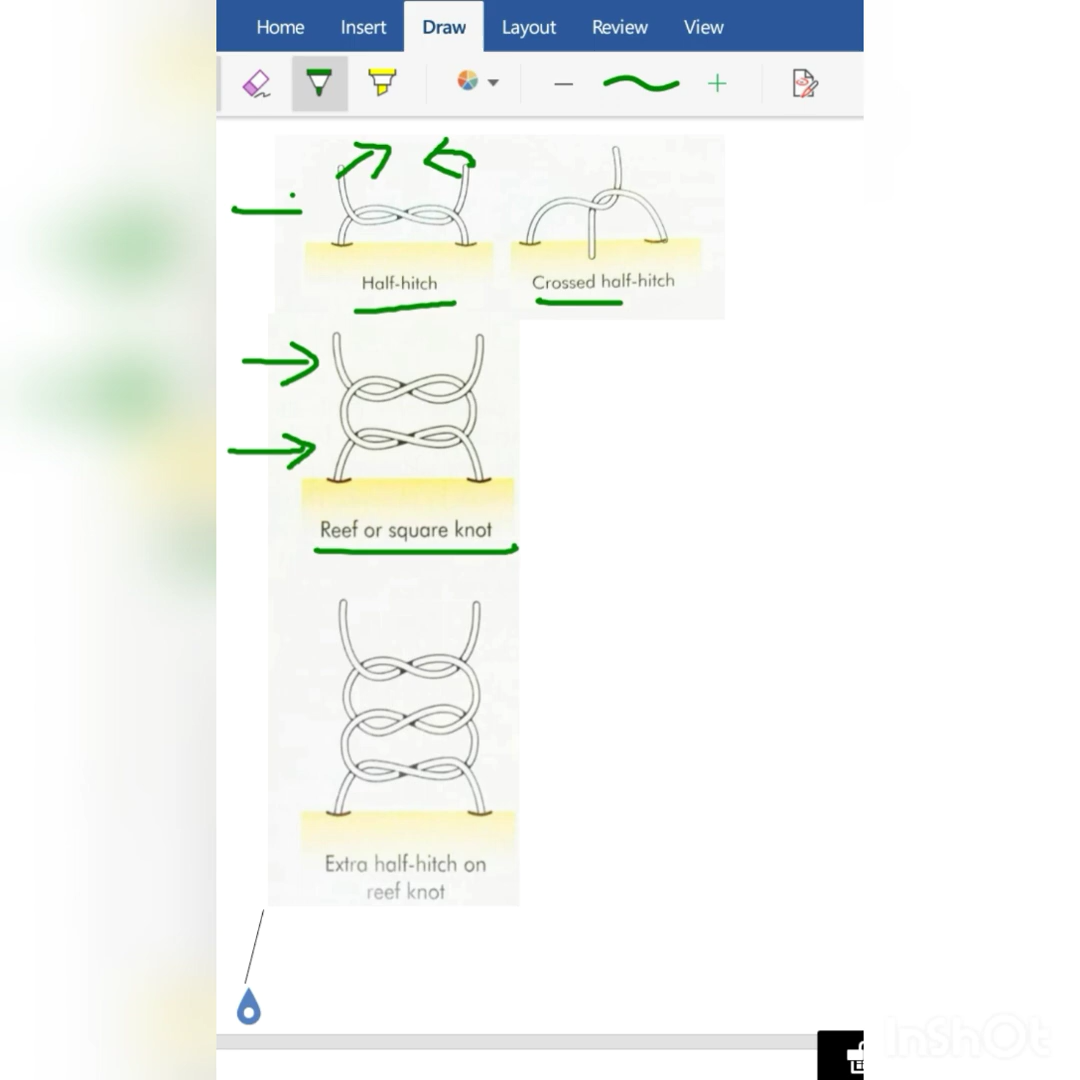 Home Insert Draw Layout Review View
Half-hitch
Crossed half-hitch
Reef or square knot
Extra half-hitch on
reef knot
InShOt